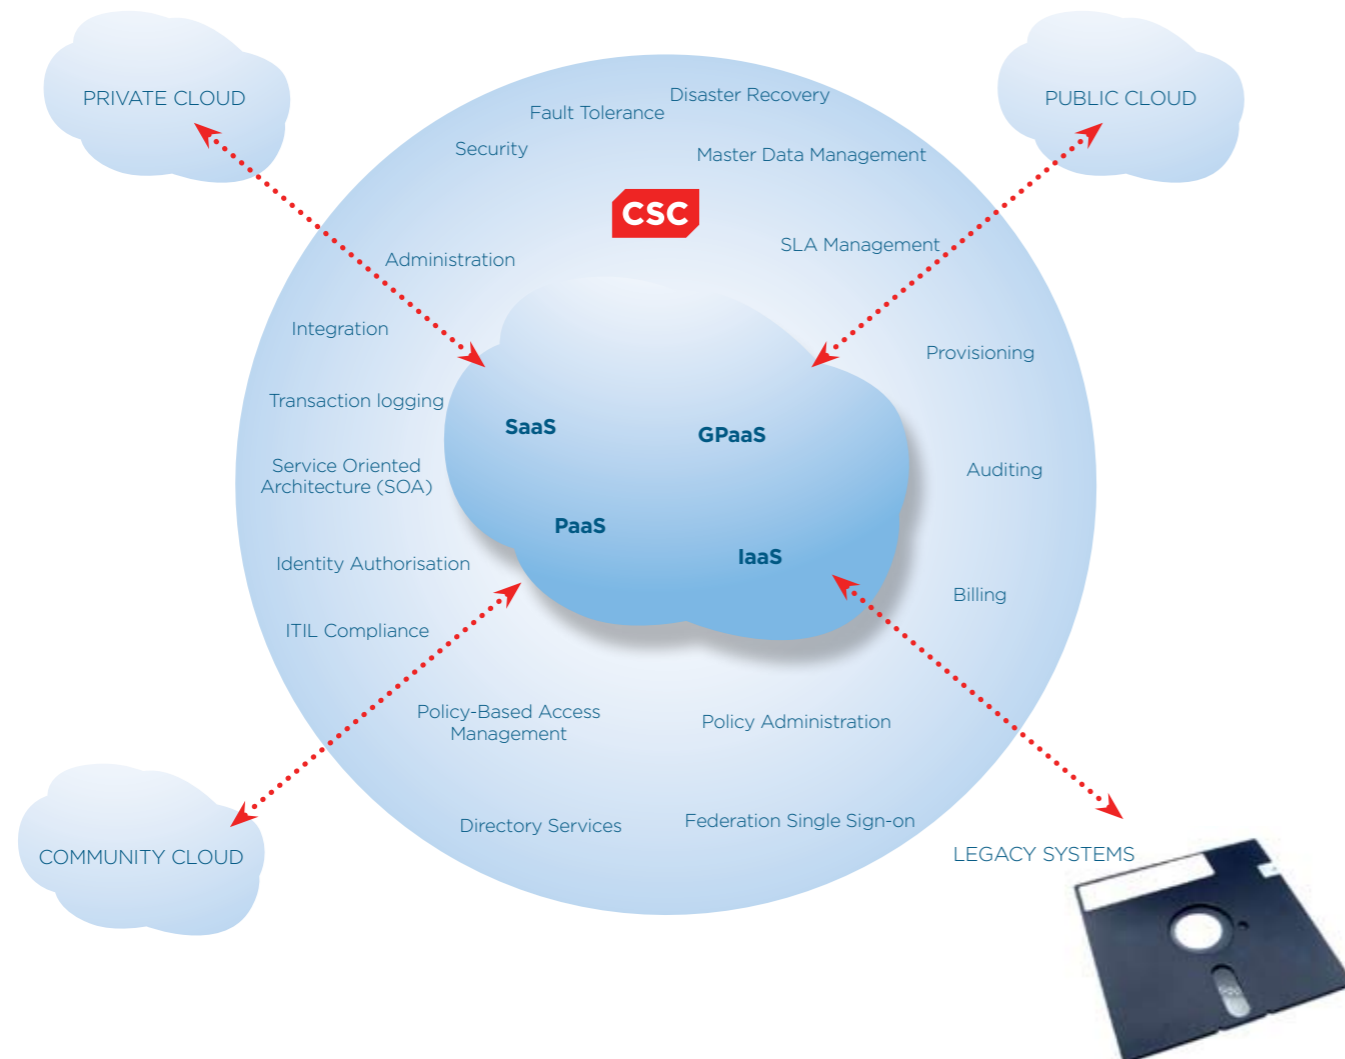 PRIVATE CLOUD
PUBLIC CLOUD
Disaster Recovery
Fault Tolerance
Security
Master Data Management
CSC
SLA Management
Administration
Integration
Provisioning
Transaction logging
SaaS
GPaaS
Service Oriented
Architecture (SOA)
Auditing
PaaS
IaaS
Identity Authorisation
Billing
ITIL Compliance
Policy-Based Access
Management
Policy Administration
Directory Services
Federation Single Sign-on
COMMUNITY CLOUD
LEGACY SYSTEMS